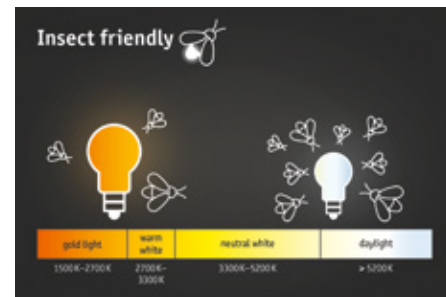 Insect friendly
gold light
warm
white
neutral white
daylight
1500K–2700K
2700K–
3300K
3300K–5200K
> 5200K